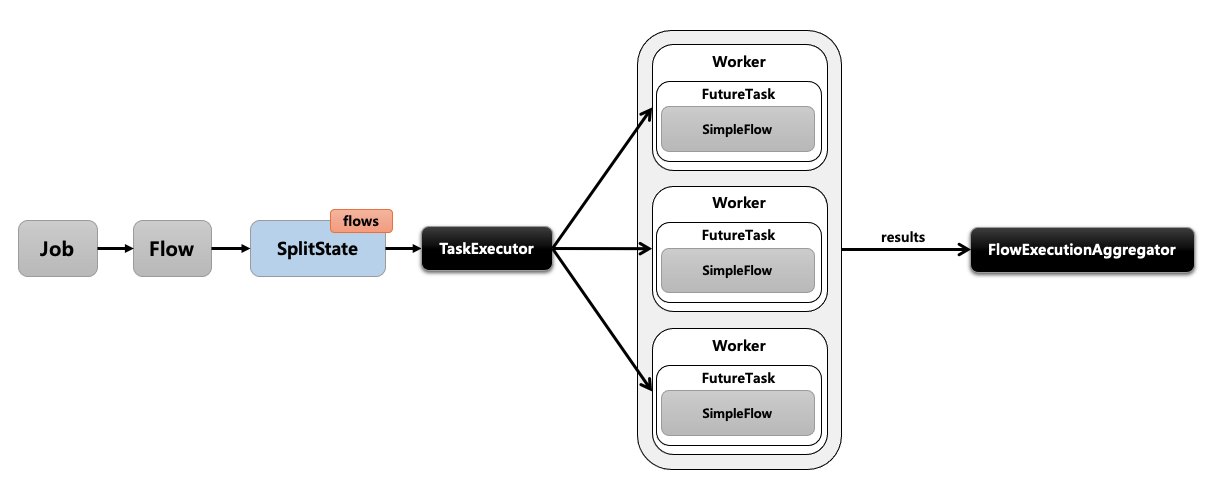 Job
Flow
flows
SplitState
TaskExecutor
Worker
FutureTask
SimpleFlow
Worker
FutureTask
SimpleFlow
Worker
FutureTask
SimpleFlow
results
FlowExecutionAggregator